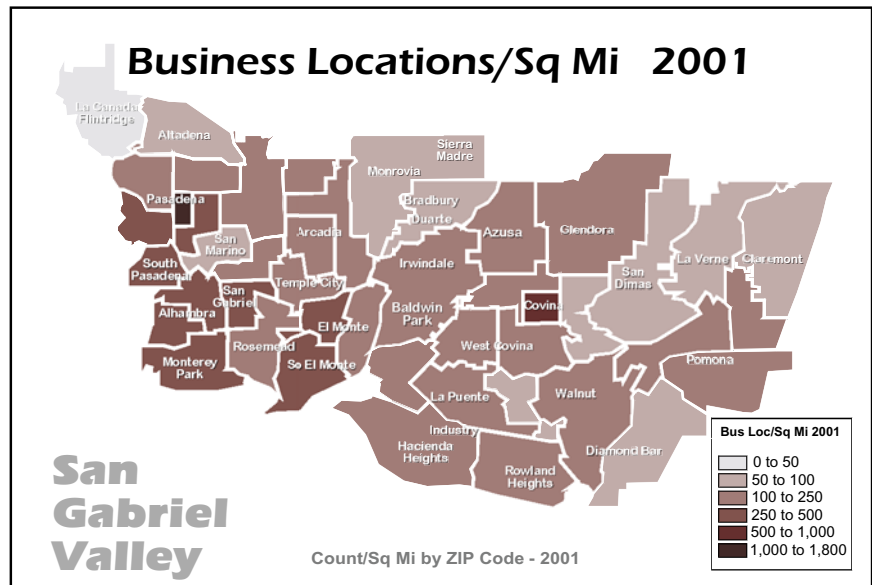 Business Locations/Sq Mi 2001
La Canada
Flintridge
Altadena
Sierra
Madre
Monrovia
Pasadena
Bradbury
Duarte
San
Marino
Arcadia
Azusa
Glendora
La Verne
Claremont
South
Pasadena
Irwindale
San
Dimas
Temple City
San
Gabriel
Alhambra
El Monte
Baldwin
Park
Covina
Rosemead
West Covina
Monterey
Park
So El Monte
Pomona
La Puente
Walnut
Industry
Hacienda
Heights
Diamond Bar
Rowland
Heights
Bus Loc/Sq Mi 2001
0 to 50
50 to 100
100 to 250
250 to 500
500 to 1,000
1,000 to 1,800
San
Gabriel
Valley
Count/Sq Mi by ZIP Code - 2001